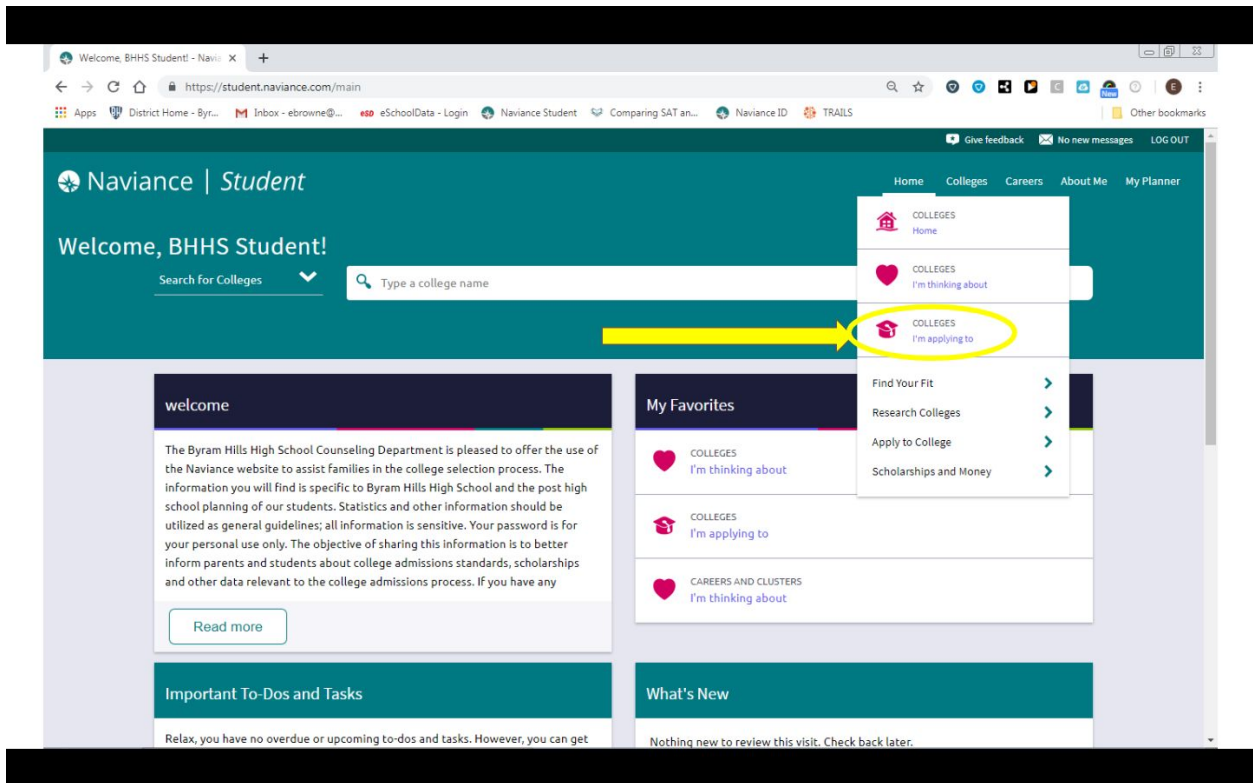 Welcome, BHHS Student! - Navia
https://student.naviance.com/main
New
E
Apps
District Home - Byr...
Inbox - ebrowne@...
eSchoolData - Login
Naviance Student
Comparing SAT an...
Naviance ID
TRAILS
Other bookmarks
Give feedback
No new messages
LOG OUT
Naviance | Student
Home
Colleges
Careers
About Me
My Planner
Welcome, BHHS Student!
Search for Colleges
Type a college name
COLLEGES
Home
COLLEGES
I'm thinking about
COLLEGES
I'm applying to
Find Your Fit
Research Colleges
Apply to College
Scholarships and Money
welcome
The Byram Hills High School Counseling Department is pleased to offer the use of
the Naviance website to assist families in the college selection process. The
information you will find is specific to Byram Hills High School and the post high
school planning of our students. Statistics and other information should be
utilized as general guidelines; all information is sensitive. Your password is for
your personal use only. The objective of sharing this information is to better
inform parents and students about college admissions standards, scholarships
and other data relevant to the college admissions process. If you have any
Read more
My Favorites
COLLEGES
I'm thinking about
COLLEGES
I'm applying to
CAREERS AND CLUSTERS
I'm thinking about
Important To-Dos and Tasks
Relax, you have no overdue or upcoming to-dos and tasks. However, you can get
What's New
Nothing new to review this visit. Check back later.